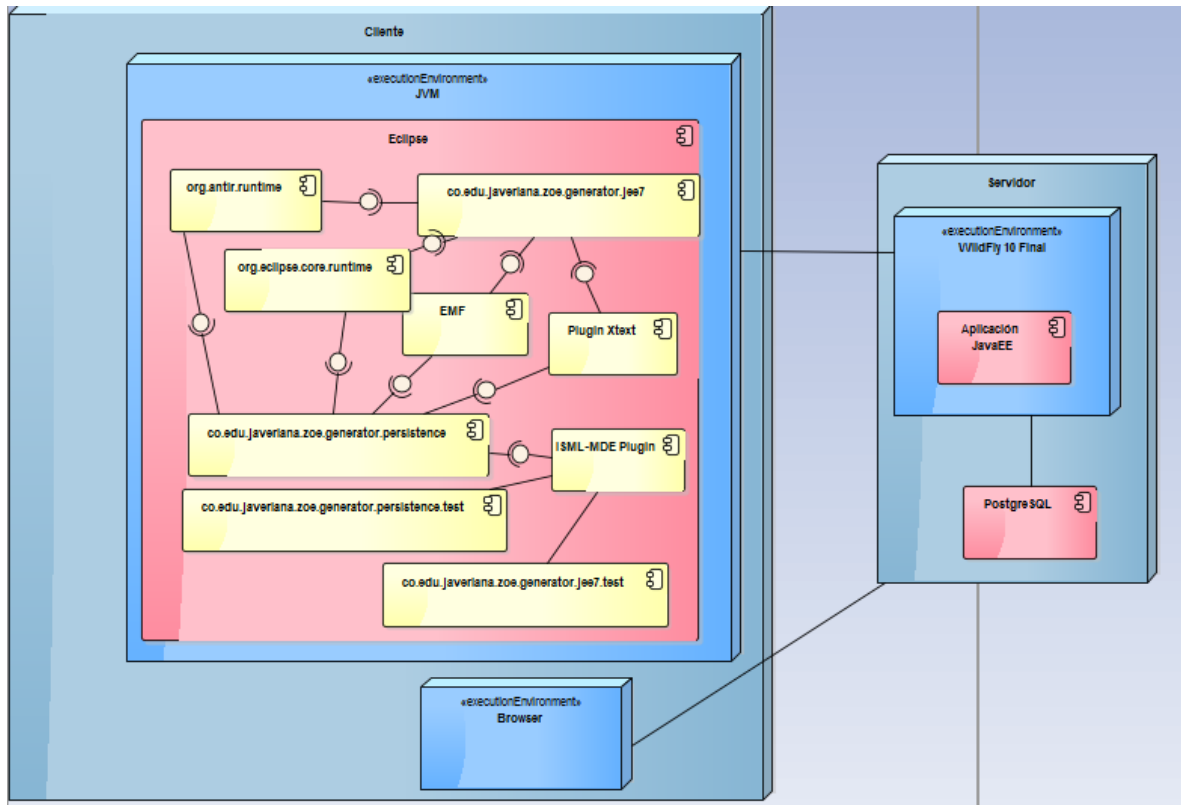 Cliente
«executionEnvironment»
JVM
Eclipse
org.antlr.runtime
co.edu.javeriana.zoe.generator.jee7
org.eclipse.core.runtime
EMF
Plugin Xtext
co.edu.javeriana.zoe.generator.persistence
ISML-MDE Plugin
co.edu.javeriana.zoe.generator.persistence.test
co.edu.javeriana.zoe.generator.jee7.test
«executionEnvironment»
Browser
Servidor
«executionEnvironment»
WildFly 10 Final
Aplicación
JavaEE
PostgreSQL